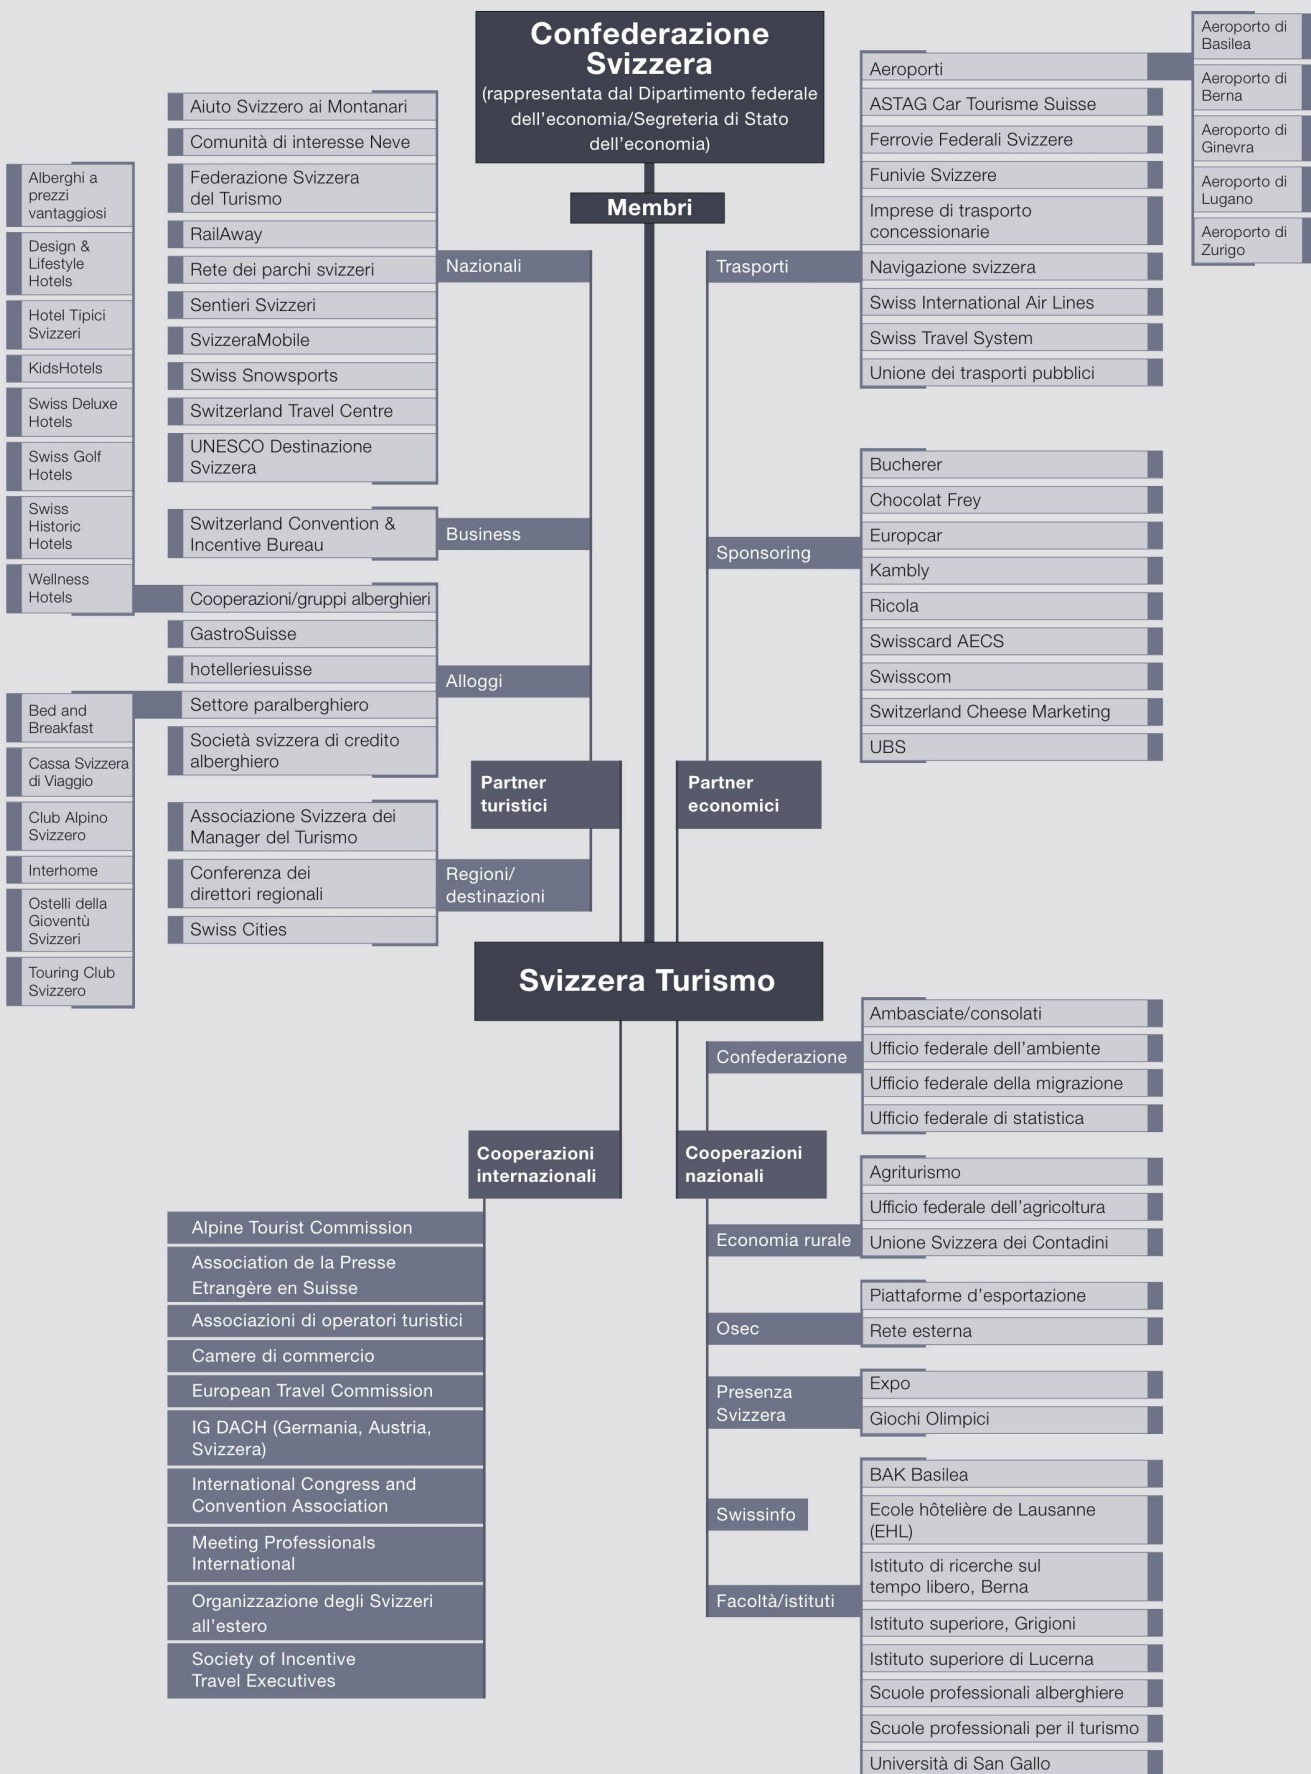 Confederazione
Svizzera
(rappresentata dal Dipartimento federale
dell'economia/Segreteria di Stato
dell'economia)
Membri
Nazionali
Aiuto Svizzero ai Montanari
Comunità di interesse Neve
Federazione Svizzera
del Turismo
RailAway
Rete dei parchi svizzeri
Sentieri Svizzeri
SvizzeraMobile
Swiss Snowsports
Switzerland Travel Centre
UNESCO Destinazione
Svizzera
Business
Switzerland Convention &
Incentive Bureau
Alloggi
Cooperazioni/gruppi alberghieri
GastroSuisse
hotelleriesuisse
Settore paralberghiero
Società svizzera di credito
alberghiero
Alberghi a
prezzi
vantaggiosi
Design &
Lifestyle
Hotels
Hotel Tipici
Svizzeri
KidsHotels
Swiss Deluxe
Hotels
Swiss Golf
Hotels
Swiss
Historic
Hotels
Wellness
Hotels
Bed and
Breakfast
Cassa Svizzera
di Viaggio
Club Alpino
Svizzero
Interhome
Ostelli della
Gioventù
Svizzeri
Touring Club
Svizzero
Regioni/
destinazioni
Associazione Svizzera dei
Manager del Turismo
Conferenza dei
direttori regionali
Swiss Cities
Partner
turistici
Partner
economici
Trasporti
Aeroporti
ASTAG Car Tourisme Suisse
Ferrovie Federali Svizzere
Funivie Svizzere
Imprese di trasporto
concessionarie
Navigazione svizzera
Swiss International Air Lines
Swiss Travel System
Unione dei trasporti pubblici
Aeroporto di
Basilea
Aeroporto di
Berna
Aeroporto di
Ginevra
Aeroporto di
Lugano
Aeroporto di
Zurigo
Sponsoring
Bucherer
Chocolat Frey
Europcar
Kambly
Ricola
Swisscard AECS
Swisscom
Switzerland Cheese Marketing
UBS
Svizzera Turismo
Cooperazioni
internazionali
Alpine Tourist Commission
Association de la Presse
Etrangère en Suisse
Associazioni di operatori turistici
Camere di commercio
European Travel Commission
IG DACH (Germania, Austria,
Svizzera)
International Congress and
Convention Association
Meeting Professionals
International
Organizzazione degli Svizzeri
all'estero
Society of Incentive
Travel Executives
Cooperazioni
nazionali
Confederazione
Ambasciate/consolati
Ufficio federale dell'ambiente
Ufficio federale della migrazione
Ufficio federale di statistica
Economia rurale
Agriturismo
Ufficio federale dell'agricoltura
Unione Svizzera dei Contadini
Osec
Piattaforme d'esportazione
Rete esterna
Presenza
Svizzera
Expo
Giochi Olimpici
Swissinfo
Facoltà/istituti
BAK Basilea
Ecole hôtelière de Lausanne
(EHL)
Istituto di ricerche sul
tempo libero, Berna
Istituto superiore, Grigioni
Istituto superiore di Lucerna
Scuole professionali alberghiere
Scuole professionali per il turismo
Università di San Gallo